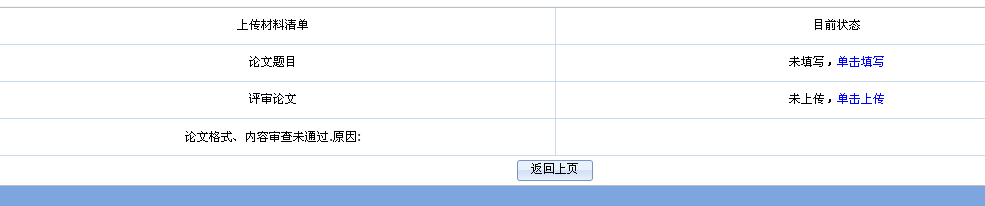 上传材料清单 目前状态
论文题目 未填写，单击填写
评审论文 未上传，单击上传
论文格式、内容审查未通过.原因:
返回上页